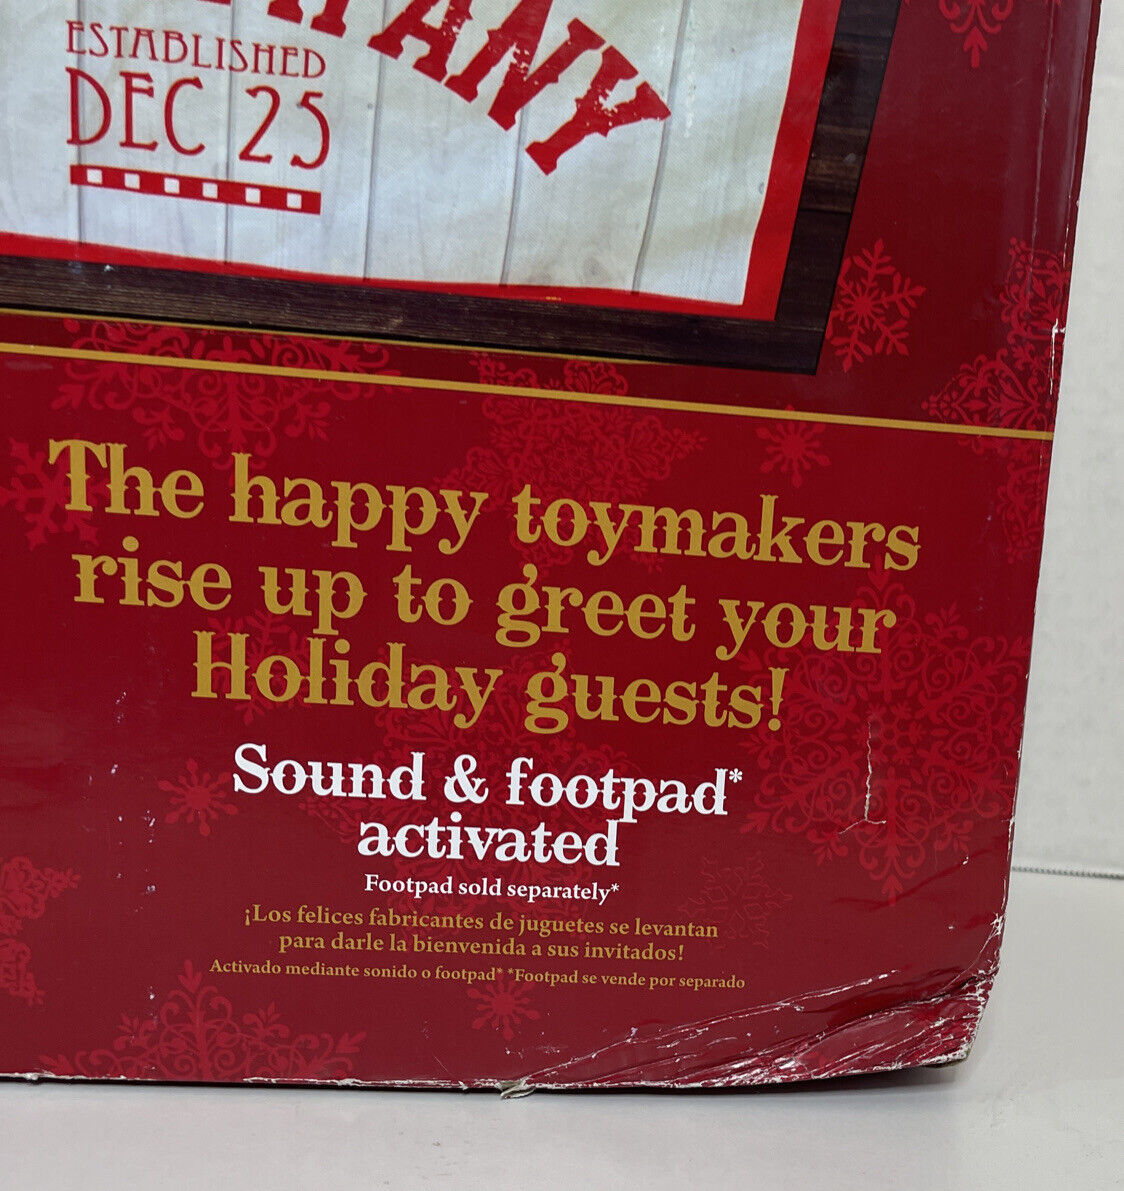 ESTABLISHED
DEC 25
The happy toymakers
rise up to greet your
Holiday guests!
Sound & footpad*
activated
Footpad sold separately*
¡Los felices fabricantes de juguetes se levantan
para darle la bienvenida a sus invitados!
Activado mediante sonido o footpad* *Footpad se vende por separado